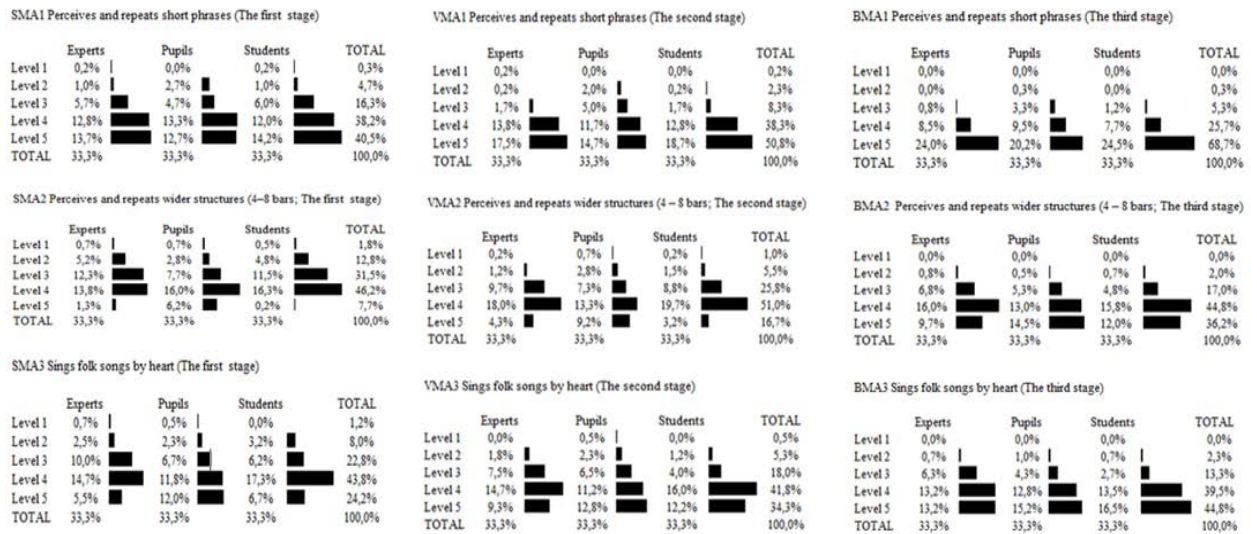 SMA1 Perceives and repeats short phrases (The first stage)
Experts Pupils Students TOTAL
Level 1 0,2% 0,0% 0,2% 0,3%
Level 2 1,0% 2,7% 1,0% 4,7%
Level 3 5,7% 4,7% 6,0% 16,3%
Level 4 12,8% 13,3% 12,0% 38,2%
Level 5 13,7% 12,7% 14,2% 40,5%
TOTAL 33,3% 33,3% 33,3% 100,0%
SMA2 Perceives and repeats wider structures (4–8 bars; The first stage)
Experts Pupils Students TOTAL
Level 1 0,7% 0,7% 0,5% 1,8%
Level 2 5,2% 2,8% 4,8% 12,8%
Level 3 12,3% 7,7% 11,5% 31,5%
Level 4 13,8% 16,0% 16,3% 46,2%
Level 5 1,3% 6,2% 0,2% 7,7%
TOTAL 33,3% 33,3% 33,3% 100,0%
SMA3 Sings folk songs by heart (The first stage)
Experts Pupils Students TOTAL
Level 1 0,7% 0,5% 0,0% 1,2%
Level 2 2,5% 2,3% 3,2% 8,0%
Level 3 10,0% 6,7% 6,2% 22,8%
Level 4 14,7% 11,8% 17,3% 43,8%
Level 5 5,5% 12,0% 6,7% 24,2%
TOTAL 33,3% 33,3% 33,3% 100,0%
VMA1 Perceives and repeats short phrases (The second stage)
Experts Pupils Students TOTAL
Level 1 0,2% 0,0% 0,0% 0,2%
Level 2 0,2% 2,0% 0,2% 2,3%
Level 3 1,7% 5,0% 1,7% 8,3%
Level 4 13,8% 11,7% 12,8% 38,3%
Level 5 17,5% 14,7% 18,7% 50,8%
TOTAL 33,3% 33,3% 33,3% 100,0%
VMA2 Perceives and repeats wider structures (4 – 8 bars; The second stage)
Experts Pupils Students TOTAL
Level 1 0,2% 0,7% 0,2% 1,0%
Level 2 1,2% 2,8% 1,5% 5,5%
Level 3 9,7% 7,3% 8,8% 25,8%
Level 4 18,0% 13,3% 19,7% 51,0%
Level 5 4,3% 9,2% 3,2% 16,7%
TOTAL 33,3% 33,3% 33,3% 100,0%
VMA3 Sings folk songs by heart (The second stage)
Experts Pupils Students TOTAL
Level 1 0,0% 0,5% 0,0% 0,5%
Level 2 1,8% 2,3% 1,2% 5,3%
Level 3 7,5% 6,5% 4,0% 18,0%
Level 4 14,7% 11,2% 16,0% 41,8%
Level 5 9,3% 12,8% 12,2% 34,3%
TOTAL 33,3% 33,3% 33,3% 100,0%
BMA1 Perceives and repeats short phrases (The third stage)
Experts Pupils Students TOTAL
Level 1 0,0% 0,0% 0,0% 0,0%
Level 2 0,0% 0,3% 0,0% 0,3%
Level 3 0,8% 3,3% 1,2% 5,3%
Level 4 8,5% 9,5% 7,7% 25,7%
Level 5 24,0% 20,2% 24,5% 68,7%
TOTAL 33,3% 33,3% 33,3% 100,0%
BMA2 Perceives and repeats wider structures (4 – 8 bars; The third stage)
Experts Pupils Students TOTAL
Level 1 0,0% 0,0% 0,0% 0,0%
Level 2 0,8% 0,5% 0,7% 2,0%
Level 3 6,8% 5,3% 4,8% 17,0%
Level 4 16,0% 13,0% 15,8% 44,8%
Level 5 9,7% 14,5% 12,0% 36,2%
TOTAL 33,3% 33,3% 33,3% 100,0%
BMA3 Sings folk songs by heart (The third stage)
Experts Pupils Students TOTAL
Level 1 0,0% 0,0% 0,0% 0,0%
Level 2 0,7% 1,0% 0,7% 2,3%
Level 3 6,3% 4,3% 2,7% 13,3%
Level 4 13,2% 12,8% 13,5% 39,5%
Level 5 13,2% 15,2% 16,5% 44,8%
TOTAL 33,3% 33,3% 33,3% 100,0%